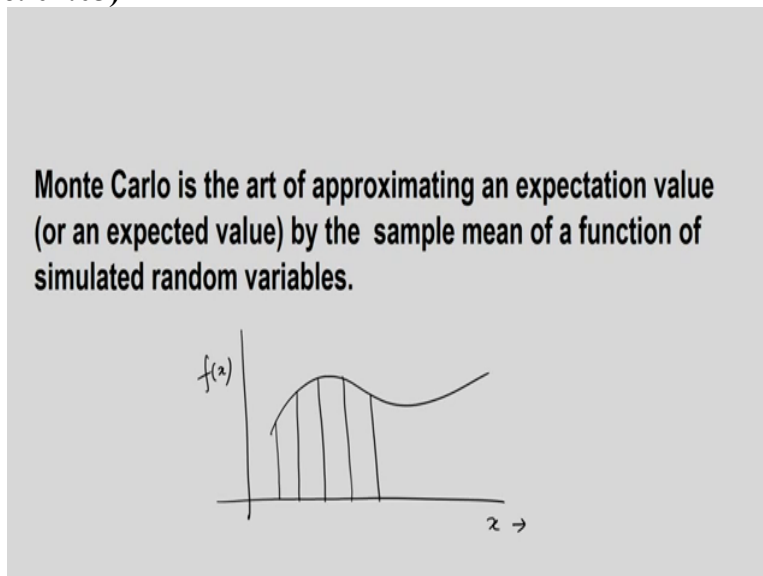 Monte Carlo is the art of approximating an expectation value
(or an expected value) by the sample mean of a function of
simulated random variables.
f(x)
x →